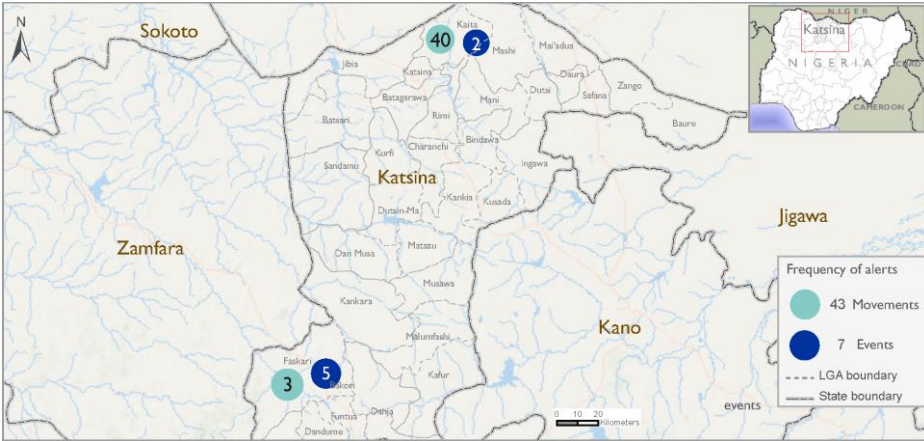 N
Sokoto
40
Kaita
2
Mashi
Mai'adua
Jibia
Katsina
Daura
Zango
Dutsi
Safana
Batagarawa
Mani
Baure
Batsari
Rimi
Kurfi
Charanchi
Bindawa
Sandamu
Ingawa
Katsina
Kankia
Kusada
Dutsin-Ma
Zamfara
Jigawa
Dan Musa
Matazu
Musawa
Kankara
Kano
Malumfashi
Faskari
3
5
Bakori
Kafur
Funtua
Danja
Dandume
0 10 20
Kilometers
events
NIGER
Katsina
NIGERIA
CHAD
CAMEROON
Frequency of alerts
43 Movements
7 Events
LGA boundary
State boundary